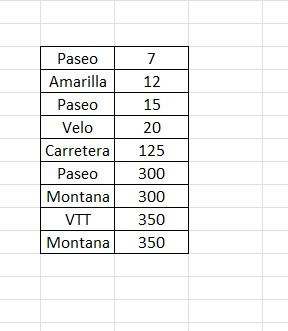 Paseo 7
Amarilla 12
Paseo 15
Velo 20
Carretera 125
Paseo 300
Montana 300
VTT 350
Montana 350